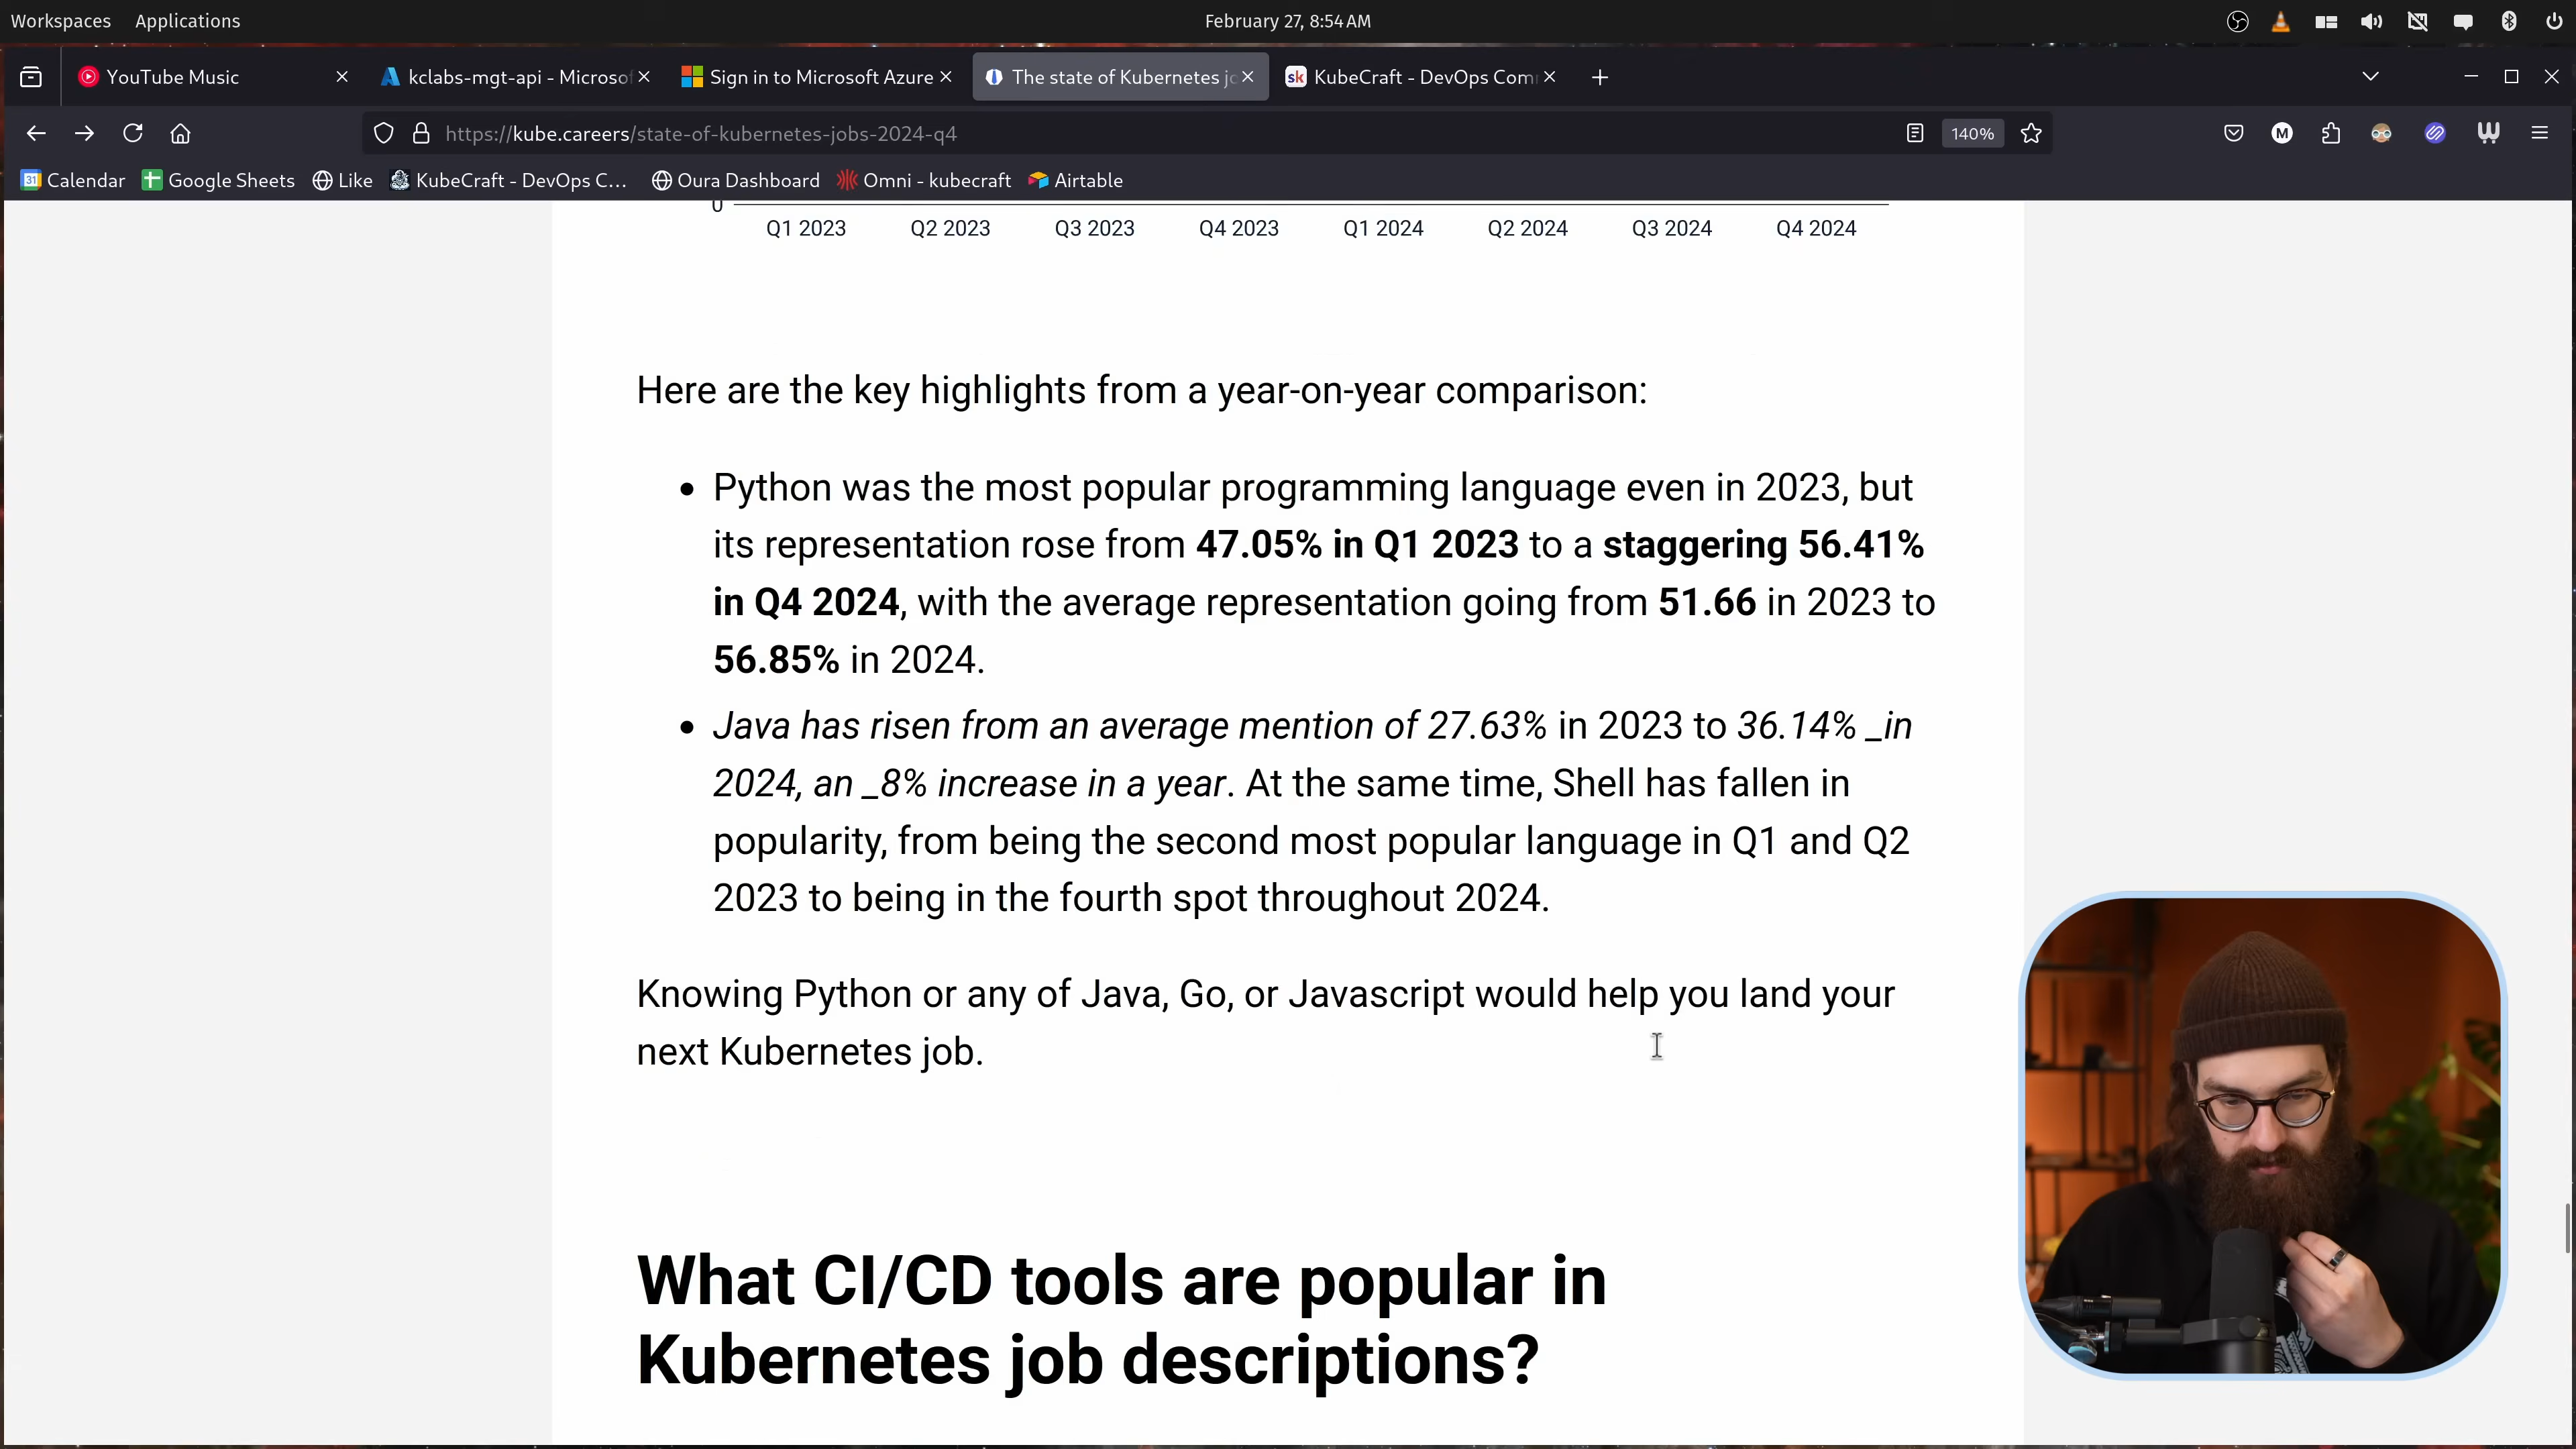 Workspaces Applications February 27, 8:54 AM
YouTube Music kclabs-mgt-api - Microsof Sign in to Microsoft Azure The state of Kubernetes jo KubeCraft - DevOps Com
https://kube.careers/state-of-kubernetes-jobs-2024-q4 140% M
31 Calendar Google Sheets Like KubeCraft - DevOps C... Oura Dashboard Omni - kubecraft Airtable
0
Q1 2023 Q2 2023 Q3 2023 Q4 2023 Q1 2024 Q2 2024 Q3 2024 Q4 2024
Here are the key highlights from a year-on-year comparison:
• Python was the most popular programming language even in 2023, but
its representation rose from 47.05% in Q1 2023 to a staggering 56.41%
in Q4 2024, with the average representation going from 51.66 in 2023 to
56.85% in 2024.
• Java has risen from an average mention of 27.63% in 2023 to 36.14% _in
2024, an _8% increase in a year. At the same time, Shell has fallen in
popularity, from being the second most popular language in Q1 and Q2
2023 to being in the fourth spot throughout 2024.
Knowing Python or any of Java, Go, or Javascript would help you land your
next Kubernetes job.
What CI/CD tools are popular in
Kubernetes job descriptions?